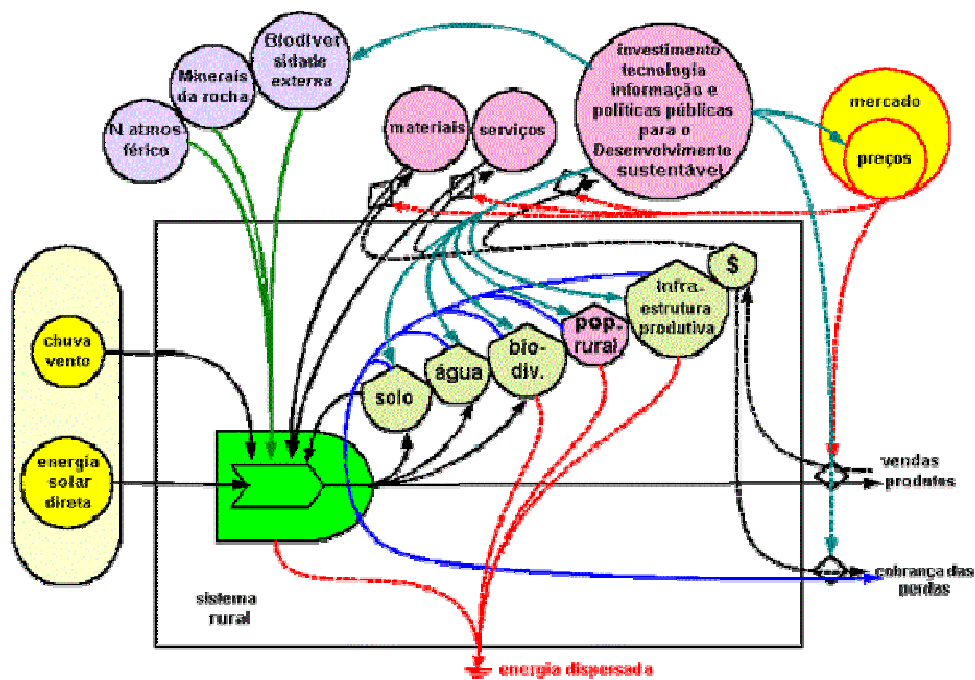 Biodiver
sidade
externa
Minerais
da rocha
N atmos
férico
materiais
serviços
investimento
tecnologia
informação e
políticas públicas
para o
Desenvolvimento
sustentável
mercado
preços
chuva
vento
energia
solar
direta
solo
água
bio-
div.
pop.
rural
Infra-
estrutura
produtiva
$
vendas
produtos
cobrança das
perdas
sistema
rural
energia dispersada